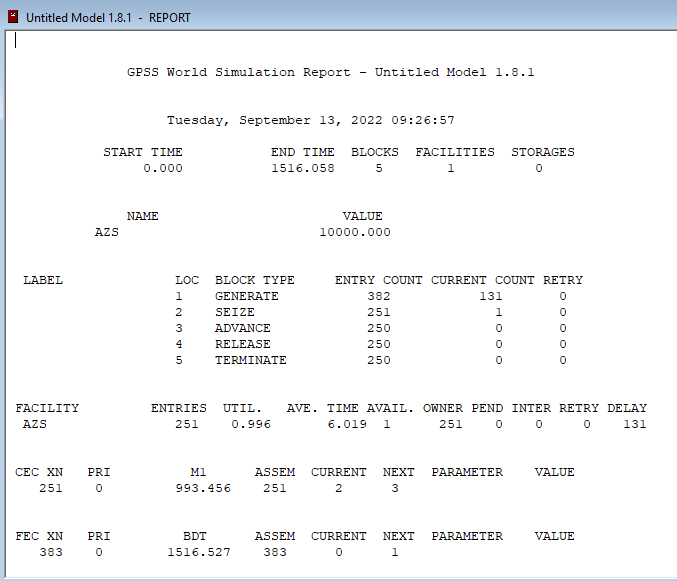 Untitled Model 1.8.1 - REPORT
GPSS World Simulation Report - Untitled Model 1.8.1
Tuesday, September 13, 2022 09:26:57
START TIME END TIME BLOCKS FACILITIES STORAGES
0.000 1516.058 5 1 0
NAME VALUE
AZS 10000.000
LABEL LOC BLOCK TYPE ENTRY COUNT CURRENT COUNT RETRY
1 GENERATE 382 131 0
2 SEIZE 251 1 0
3 ADVANCE 250 0 0
4 RELEASE 250 0 0
5 TERMINATE 250 0 0
FACILITY ENTRIES UTIL. AVE. TIME AVAIL. OWNER PEND INTER RETRY DELAY
AZS 251 0.996 6.019 1 251 0 0 0 131
CEC XN PRI M1 ASSEM CURRENT NEXT PARAMETER VALUE
251 0 993.456 251 2 3
FEC XN PRI BDT ASSEM CURRENT NEXT PARAMETER VALUE
383 0 1516.527 383 0 1